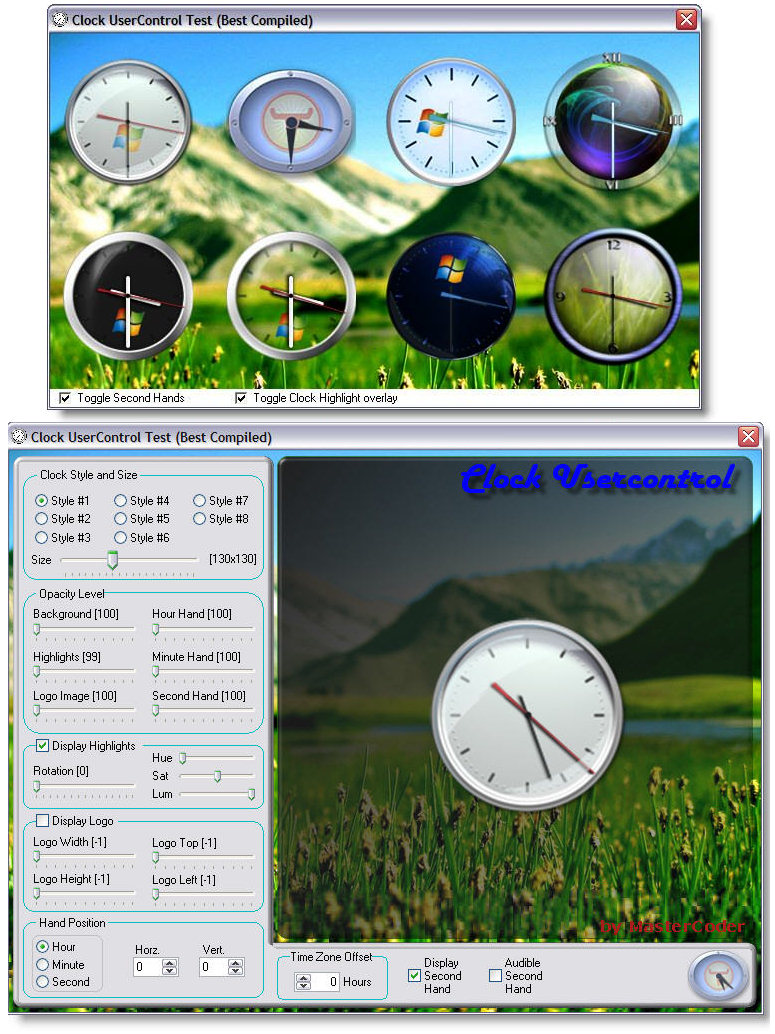 Clock UserControl Test (Best Compiled)
XII
IX III
VI
12
9 3
6
Toggle Second Hands Toggle Clock Highlight overlay
Clock UserControl Test (Best Compiled)
Clock Style and Size
Style #1 Style #4 Style #7
Style #2 Style #5 Style #8
Style #3 Style #6
Size [130x130]
Opacity Level
Background [100] Hour Hand [100]
Highlights [99] Minute Hand [100]
Logo Image [100] Second Hand [100]
Display Highlights
Rotation [0]
Hue
Sat
Lum
Display Logo
Logo Width [-1] Logo Top [-1]
Logo Height [-1] Logo Left [-1]
Hand Position
Hour
Minute
Second
Horz. Vert.
0 0
Clock Usercontrol
by MasterCoder
Time Zone Offset
0 Hours
Display
Second
Hand
Audible
Second
Hand